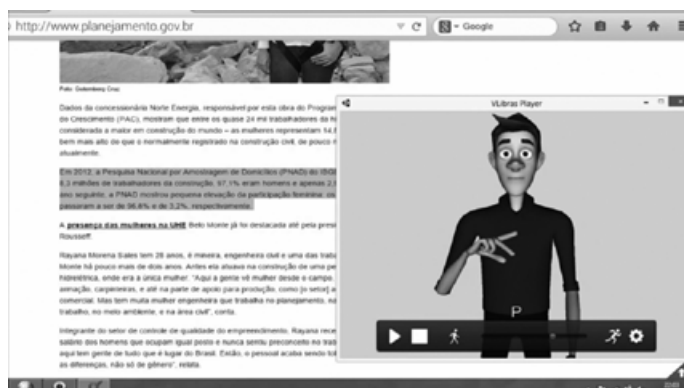 http://www.planejamento.gov.br
Google
Foto: Gutemberg Cruz
VLibras Player
Dados da concessionária Norte Energia, responsável por esta obra do Program
do Crescimento (PAC), mostram que entre os quase 24 mil trabalhadores da hi
considerada a maior em construção do mundo – as mulheres representam 14,
bem mais alto de que o normalmente registrado na construção civil, de pouco m
atualmente.
Em 2012, a Pesquisa Nacional por Amostragem de Domicílios (PNAD) do IBGE
8,3 milhões de trabalhadores da construção, 97,1% eram homens e apenas 2,
ano seguinte, a PNAD mostrou pequena elevação da participação feminina: os
passaram a ser de 96,8% e de 3,2%, respectivamente.
A presença das mulheres na UHE Belo Monte já foi destacada até pela presi
Rousseff.
Rayana Morena Sales tem 28 anos, é mineira, engenheira civil e uma das traba
Monte há pouco mais de dois anos. Antes ela atuava na construção de uma pe
hidrelétrica, onde era a única mulher. "Aqui a gente vê mulher desde o campo,
armação, carpinteiras, e até na parte de apoio para produção, como [o setor] a
comercial. Mas tem muita mulher engenheira que trabalha no planejamento, na
trabalho, no meio ambiente, e na área civil", conta.
Integrante do setor de controle de qualidade do empreendimento, Rayana rece
salário dos homens que ocupam igual posto e nunca sentiu preconceito no trab
aqui tem gente de tudo que é lugar do Brasil. Então, o pessoal acaba sendo tol
as diferenças, não só de gênero", relata.
P